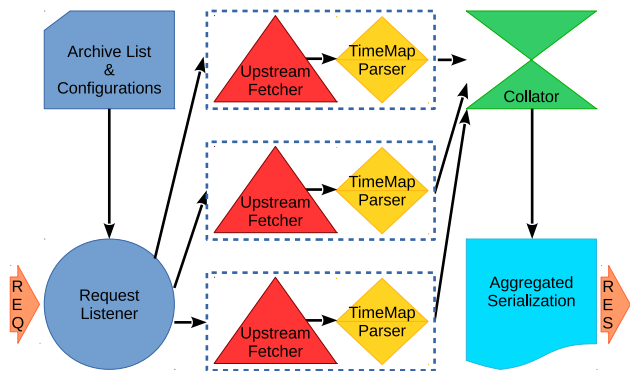 Archive List
&
Configurations
Upstream
Fetcher
TimeMap
Parser
Collator
Upstream
Fetcher
TimeMap
Parser
R
E
Q
Request
Listener
Upstream
Fetcher
TimeMap
Parser
Aggregated
Serialization
R
E
S